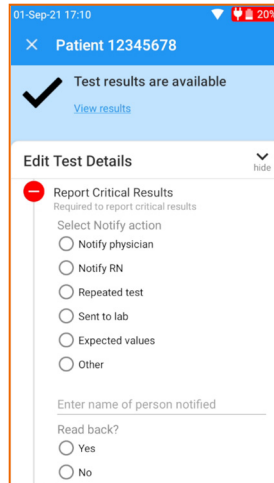 01-Sep-21 17:10
20%
Patient 12345678
Test results are available
View results
Edit Test Details
hide
Report Critical Results
Required to report critical results
Select Notify action
Notify physician
Notify RN
Repeated test
Sent to lab
Expected values
Other
Enter name of person notified
Read back?
Yes
No